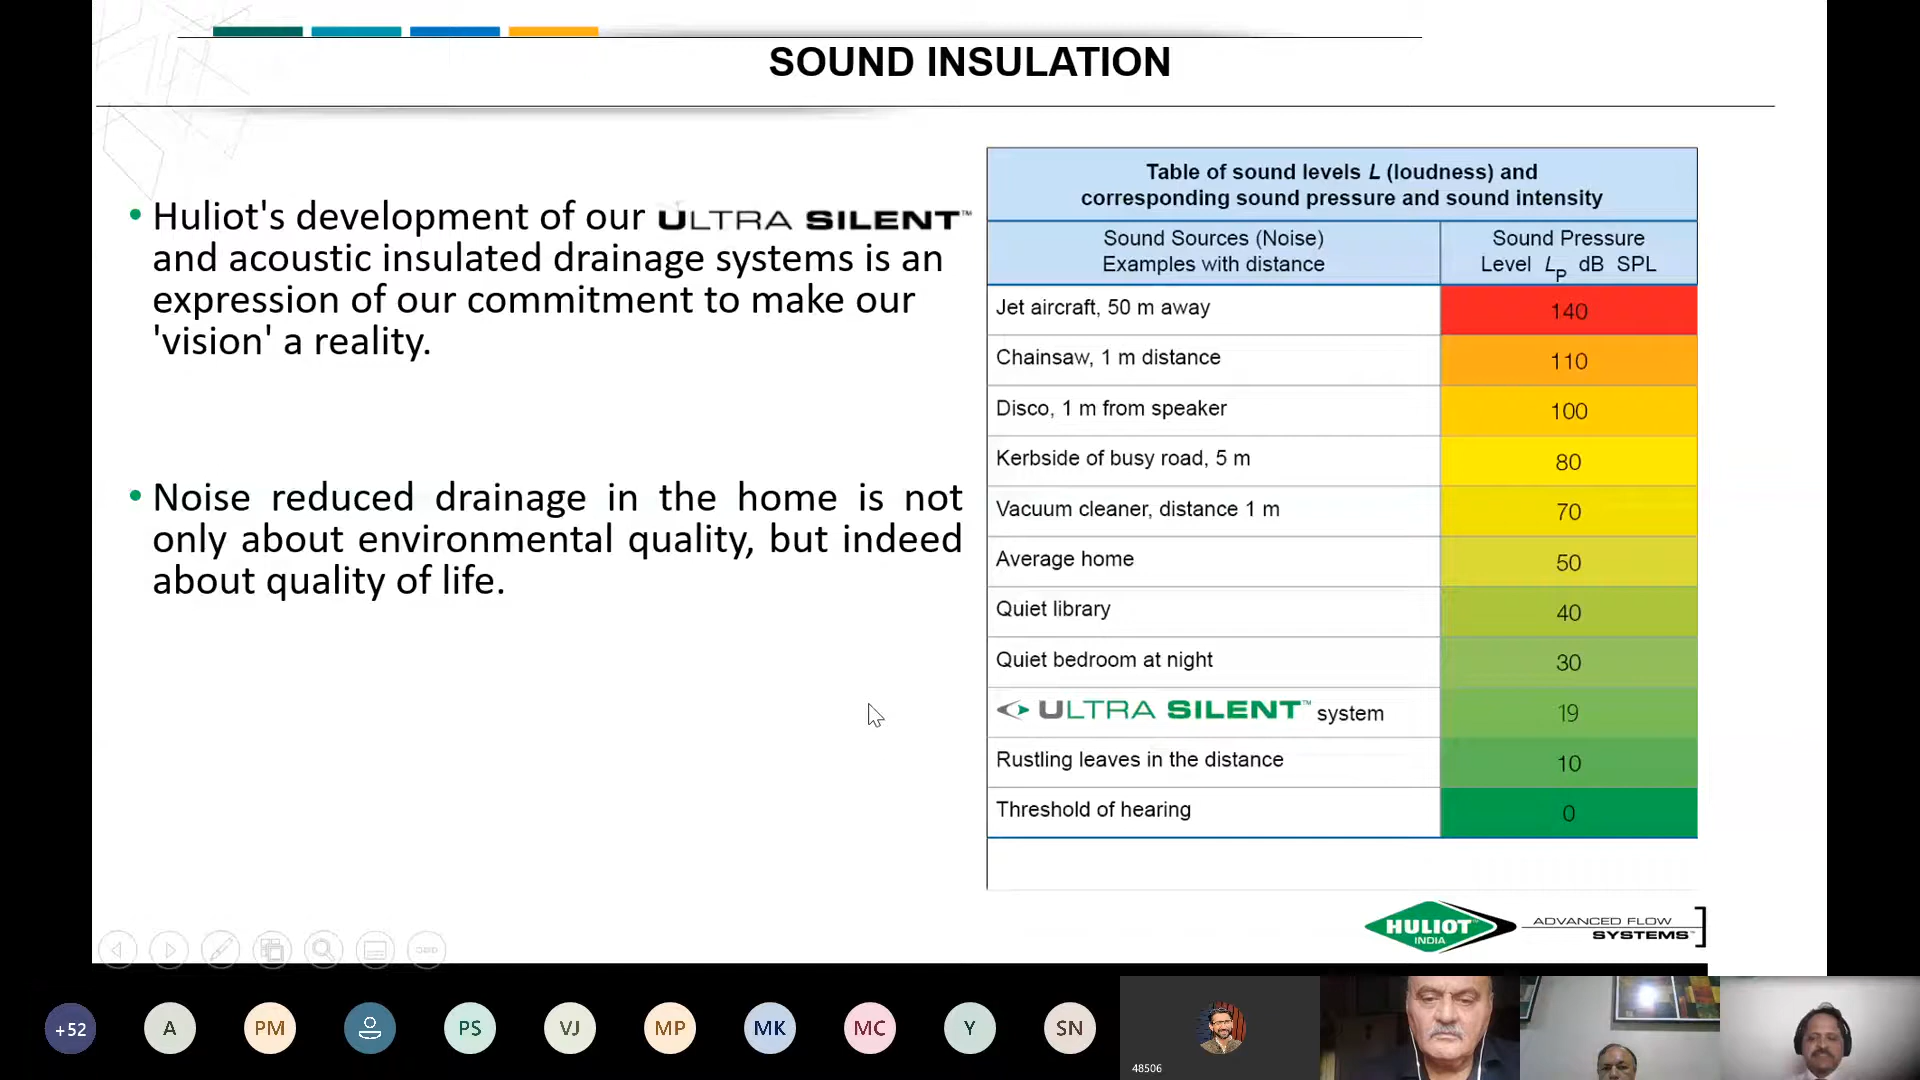 SOUND INSULATION
• Huliot's development of our ULTRA SILENT™
and acoustic insulated drainage systems is an
expression of our commitment to make our
'vision' a reality.
• Noise reduced drainage in the home is not
only about environmental quality, but indeed
about quality of life.
Table of sound levels L (loudness) and
corresponding sound pressure and sound intensity
Sound Sources (Noise)
Examples with distance
Sound Pressure
Level Lp dB SPL
Jet aircraft, 50 m away 140
Chainsaw, 1 m distance 110
Disco, 1 m from speaker 100
Kerbside of busy road, 5 m 80
Vacuum cleaner, distance 1 m 70
Average home 50
Quiet library 40
Quiet bedroom at night 30
ULTRA SILENT™ system 19
Rustling leaves in the distance 10
Threshold of hearing 0
HULIOT™
INDIA
ADVANCED FLOW
SYSTEMS™
+52 A PM PS VJ MP MK MC Y SN
48506